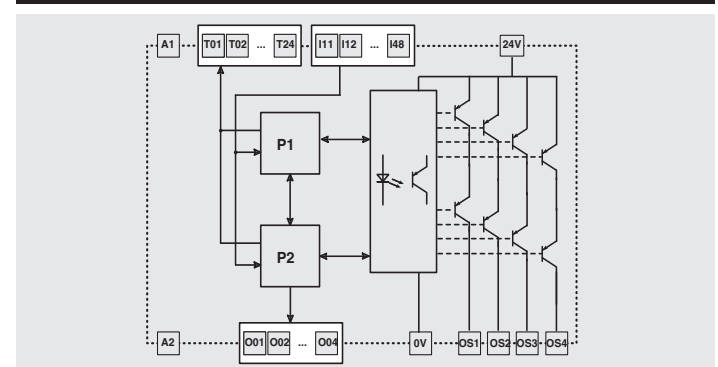 A1 T01 T02 ... T24 I11 I12 ... I48 24V
P1
P2
A2 O01 O02 ... O04 0V OS1 OS2 OS3 OS4